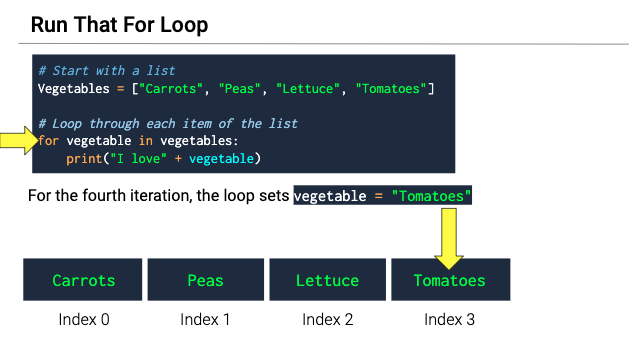 Run That For Loop
# Start with a list
Vegetables = ["Carrots", "Peas", "Lettuce", "Tomatoes"]
# Loop through each item of the list
for vegetable in vegetables:
print("I love" + vegetable)
For the fourth iteration, the loop sets vegetable = "Tomatoes"
Carrots Peas Lettuce Tomatoes
Index 0 Index 1 Index 2 Index 3